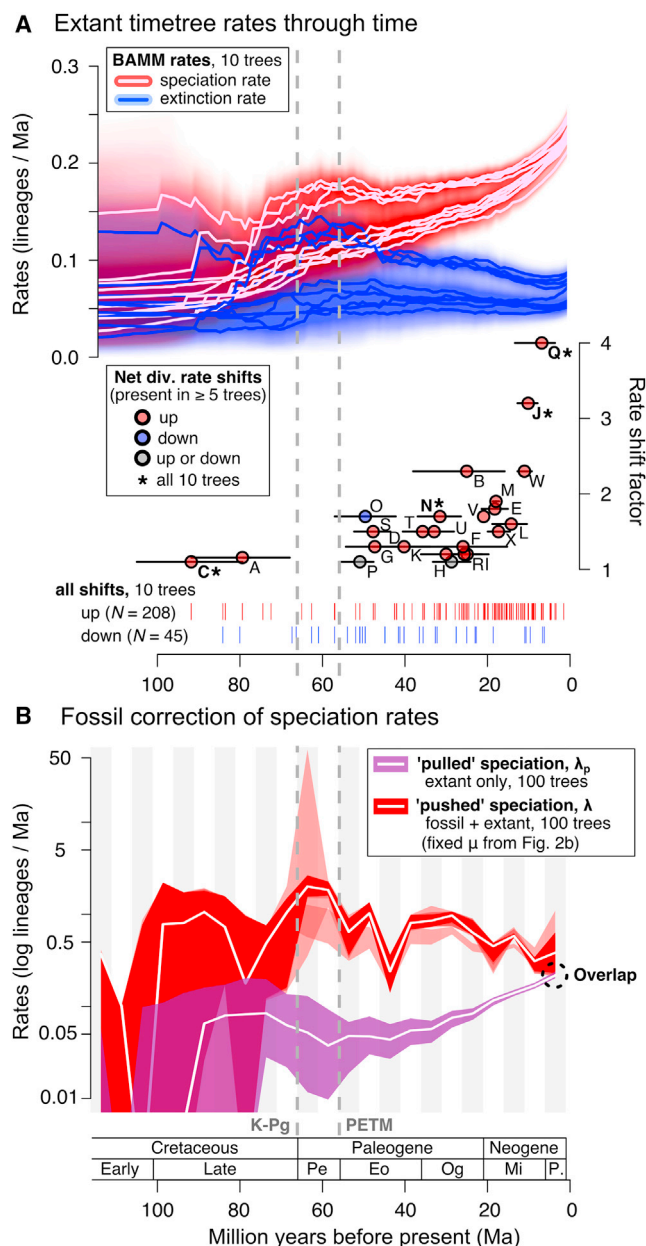 A Extant timetree rates through time
BAMM rates, 10 trees
speciation rate
extinction rate
0.3
0.2
0.1
0.0
Rates (lineages / Ma)
Net div. rate shifts
(present in ≥ 5 trees)
up
down
up or down
* all 10 trees
4
3
2
1
Rate shift factor
Q*
J*
B
W
M
O
N*
V
E
S
T
U
L
D
F
X
G
K
C*
A
P
H
RI
all shifts, 10 trees
up (N = 208)
down (N = 45)
100 80 60 40 20 0
B Fossil correction of speciation rates
'pulled' speciation, λp
extant only, 100 trees
'pushed' speciation, λ
fossil + extant, 100 trees
(fixed μ from Fig. 2b)
50
5
0.5
0.05
0.01
Rates (log lineages / Ma)
Overlap
K-Pg PETM
Cretaceous Paleogene Neogene
Early Late Pe Eo Og Mi P.
100 80 60 40 20 0
Million years before present (Ma)